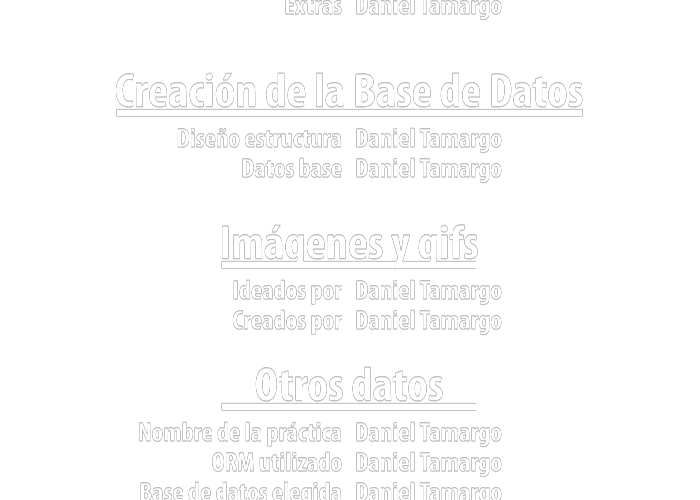 Extras Daniel Tamargo
Creación de la Base de Datos
Diseño estructura Daniel Tamargo
Datos base Daniel Tamargo
Imágenes y gifs
Ideados por Daniel Tamargo
Creados por Daniel Tamargo
Otros datos
Nombre de la práctica Daniel Tamargo
ORM utilizado Daniel Tamargo
Base de datos elegida Daniel Tamargo